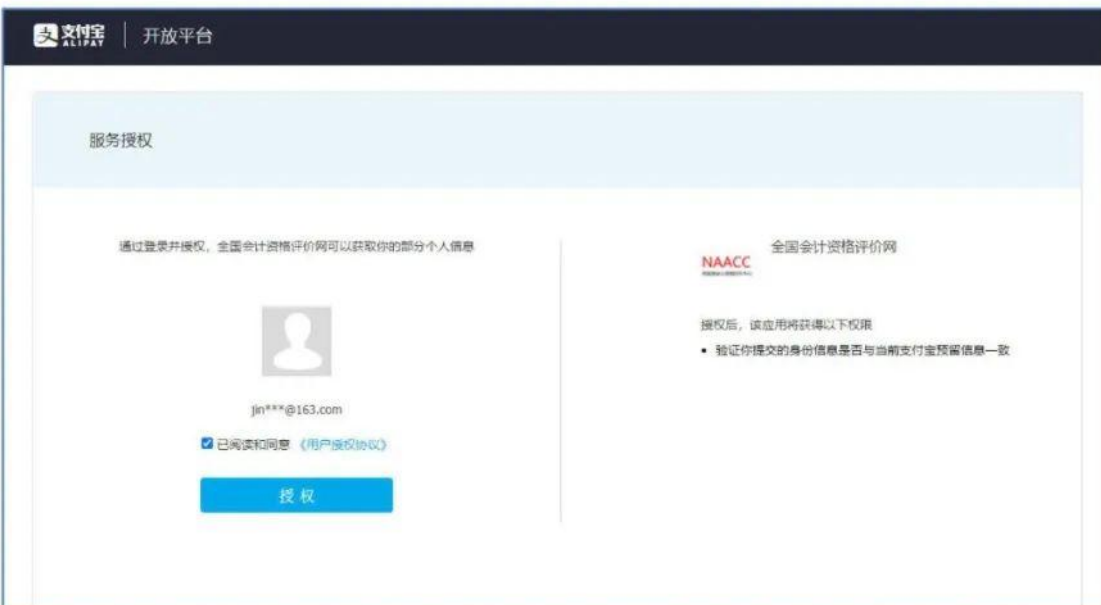 支付宝
ALIPAY
开放平台
服务授权
通过登录并授权，全国会计资格评价网可以获取你的部分个人信息
jin***@163.com
已阅读和同意 《用户授权协议》
授 权
NAACC
全国会计资格评价网
授权后，该应用将获得以下权限
• 验证你提交的身份信息是否与当前支付宝预留信息一致